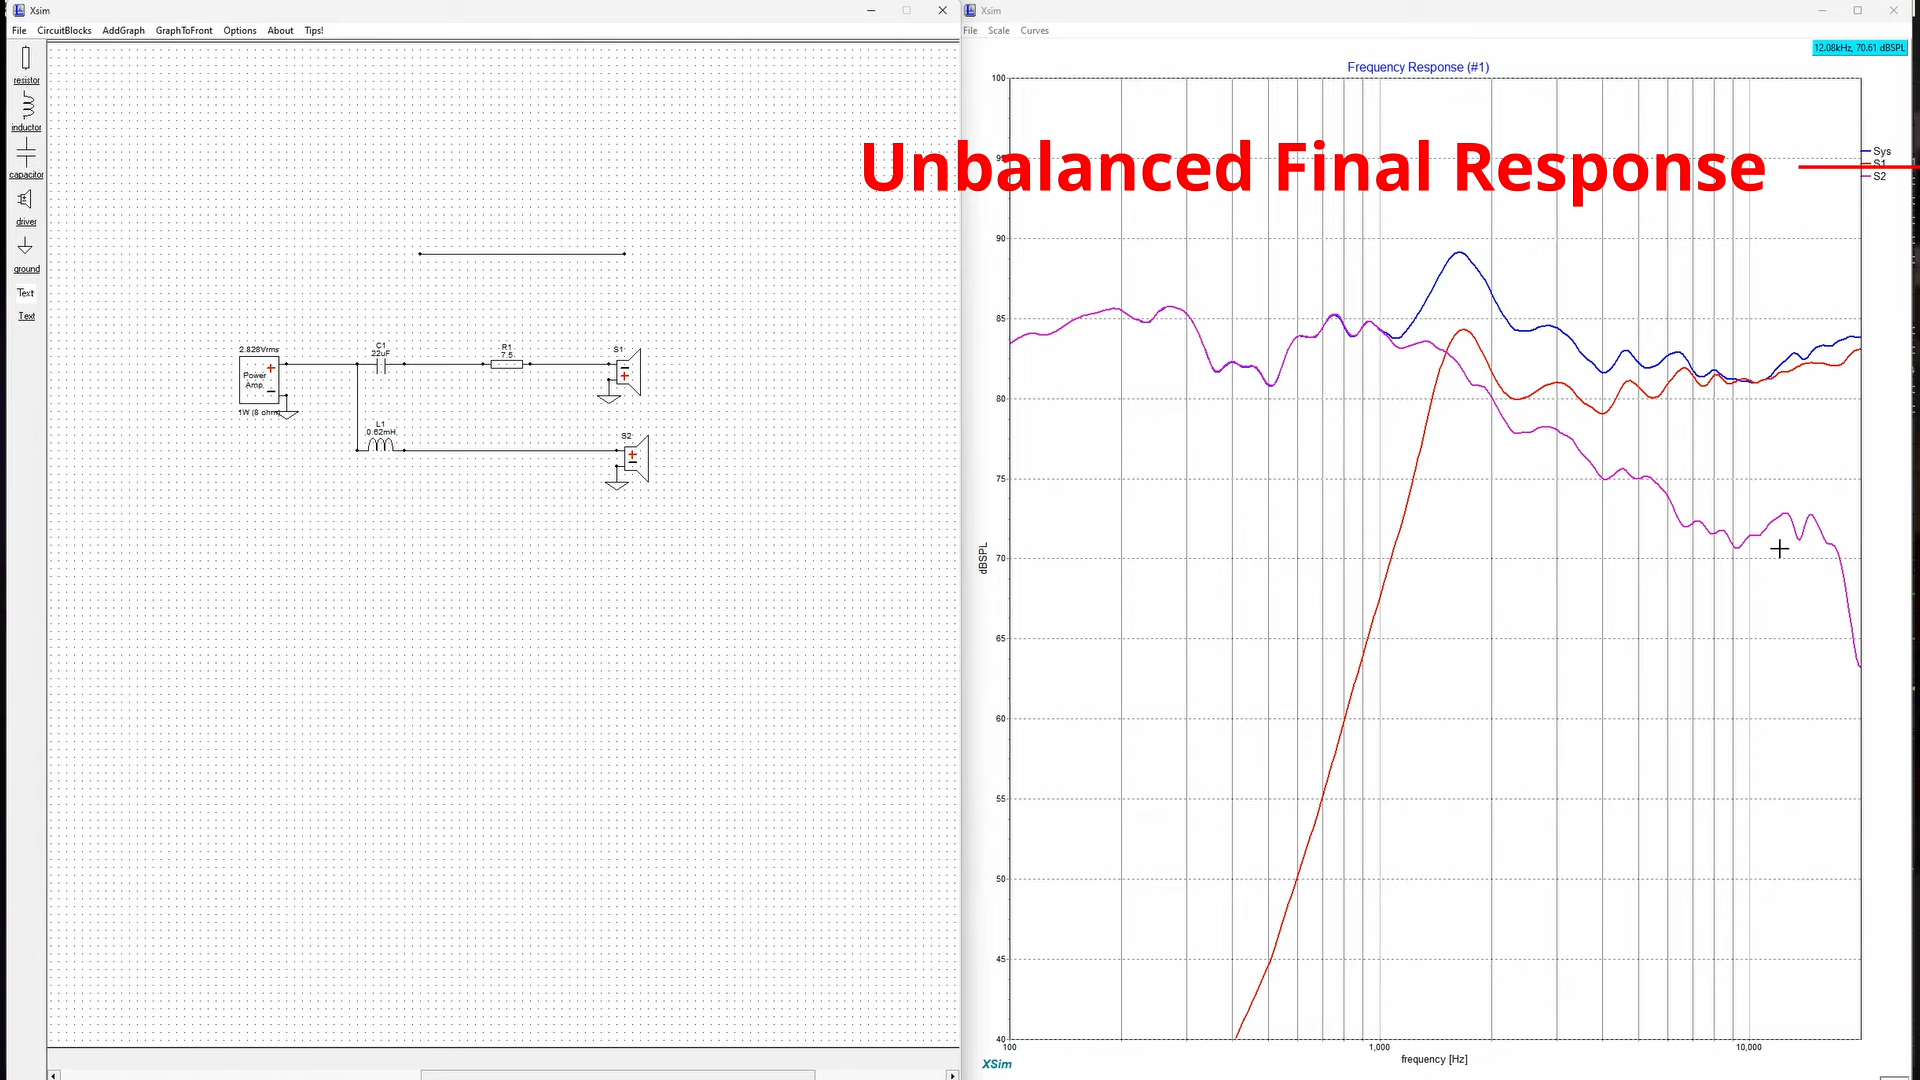 Xsim
File CircuitBlocks AddGraph GraphToFront Options About Tips!
resistor
inductor
capacitor
driver
ground
Text
Text
2.828Vrms
Power
Amp.
1W (8 ohm)
C1
22uF
R1
7.5
S1
L1
0.62mH
S2
Xsim
File Scale Curves
12.08kHz, 70.61 dBSPL
Frequency Response (#1)
Unbalanced Final Response
Sys
S1
S2
100
95
90
85
80
75
70
65
60
55
50
45
40
dBSPL
100 1,000 10,000
frequency [Hz]
XSim